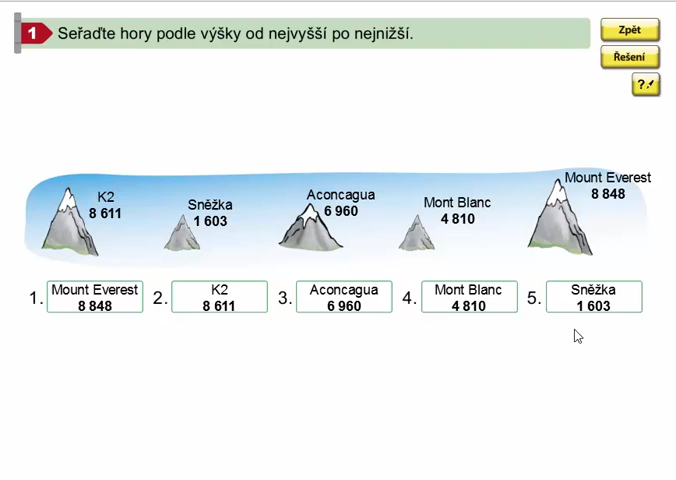 1 Seřaďte hory podle výšky od nejvyšší po nejnižší.
Zpět
Řešení
?
K2
8 611
Sněžka
1 603
Aconcagua
6 960
Mont Blanc
4 810
Mount Everest
8 848
1. Mount Everest
8 848
2. K2
8 611
3. Aconcagua
6 960
4. Mont Blanc
4 810
5. Sněžka
1 603